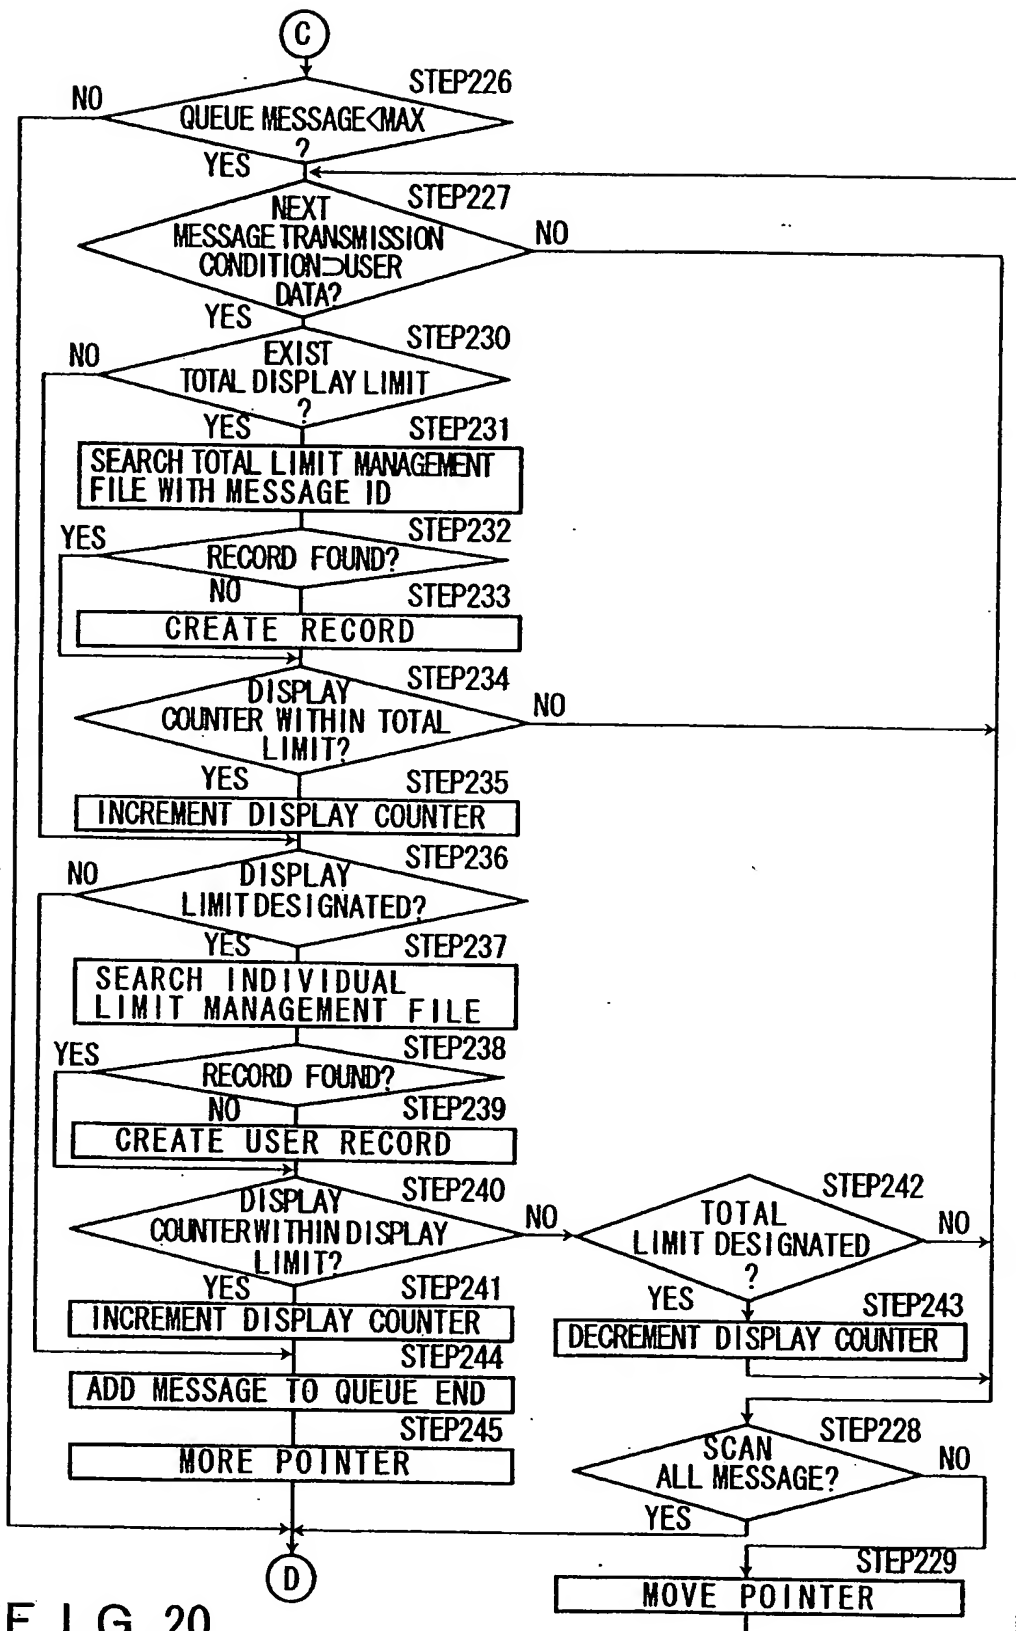 C
STEP226
NO
QUEUE MESSAGE<MAX
?
YES
STEP227
NEXT
MESSAGE TRANSMISSION
CONDITION⊃USER
DATA?
NO
YES
STEP230
NO
EXIST
TOTAL DISPLAY LIMIT
?
YES
STEP231
SEARCH TOTAL LIMIT MANAGEMENT
FILE WITH MESSAGE ID
STEP232
YES
RECORD FOUND?
NO
STEP233
CREATE RECORD
STEP234
DISPLAY
COUNTER WITHIN TOTAL
LIMIT?
NO
YES
STEP235
INCREMENT DISPLAY COUNTER
STEP236
NO
DISPLAY
LIMIT DESIGNATED?
YES
STEP237
SEARCH INDIVIDUAL
LIMIT MANAGEMENT FILE
STEP238
YES
RECORD FOUND?
NO
STEP239
CREATE USER RECORD
STEP240
DISPLAY
COUNTER WITHIN DISPLAY
LIMIT?
NO
STEP242
TOTAL
LIMIT DESIGNATED
?
NO
YES
STEP241
INCREMENT DISPLAY COUNTER
YES
STEP243
DECREMENT DISPLAY COUNTER
STEP244
ADD MESSAGE TO QUEUE END
STEP245
MORE POINTER
STEP228
SCAN
ALL MESSAGE?
NO
YES
D
STEP229
MOVE POINTER
FIG. 20